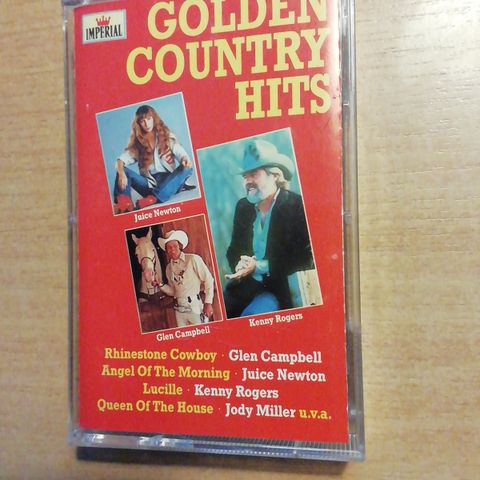 IMPERIAL
GOLDEN
COUNTRY
HITS
Juice Newton
Glen Campbell
Kenny Rogers
Rhinestone Cowboy · Glen Campbell
Angel Of The Morning · Juice Newton
Lucille · Kenny Rogers
Queen Of The House · Jody Miller u.v.a.